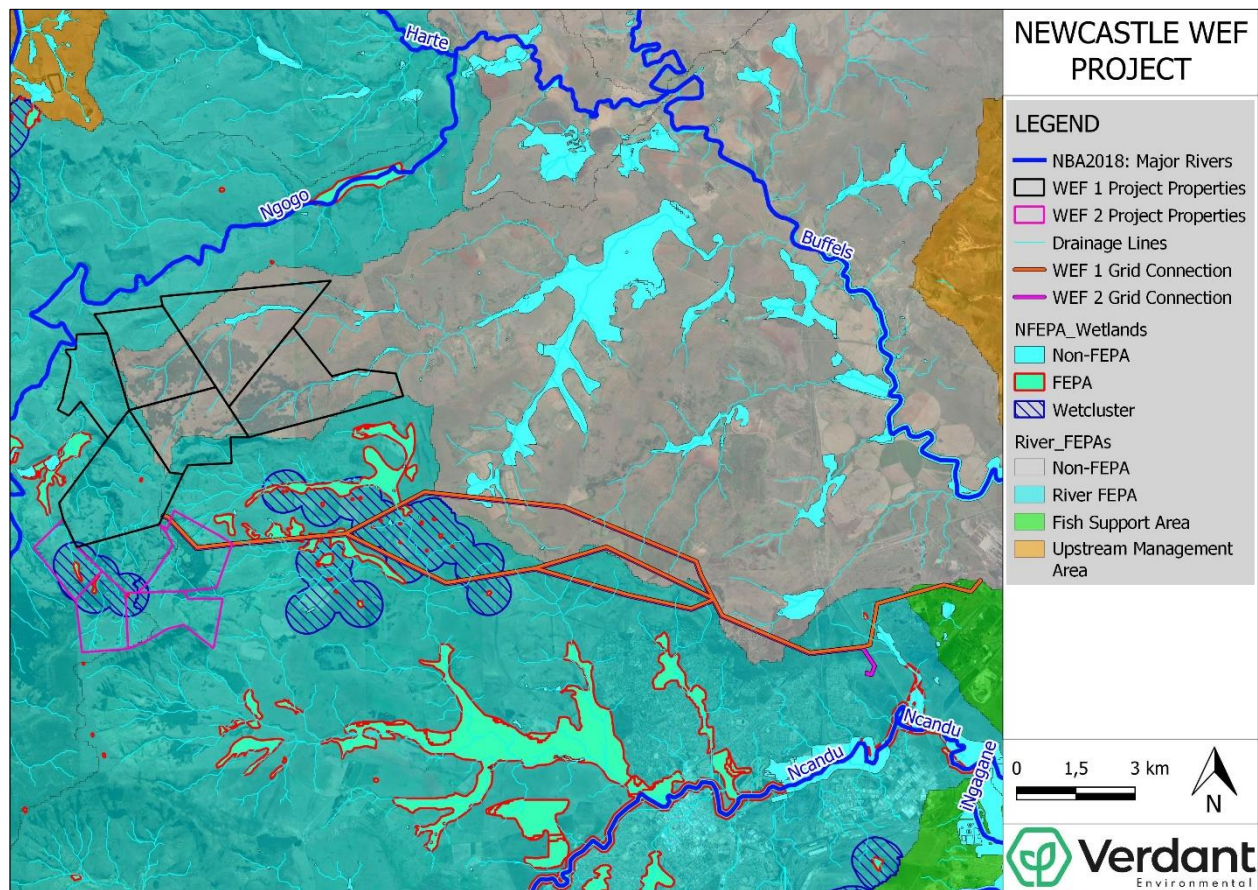 NEWCASTLE WEF
PROJECT
LEGEND
NBA2018: Major Rivers
WEF 1 Project Properties
WEF 2 Project Properties
Drainage Lines
WEF 1 Grid Connection
WEF 2 Grid Connection
NFEPA_Wetlands
Non-FEPA
FEPA
Wetcluster
River_FEPAs
Non-FEPA
River FEPA
Fish Support Area
Upstream Management
Area
0 1,5 3 km
N
Verdant
Environmental
Harte
Ngogo
Buffels
Ncandu
Ncandu
iNgagane